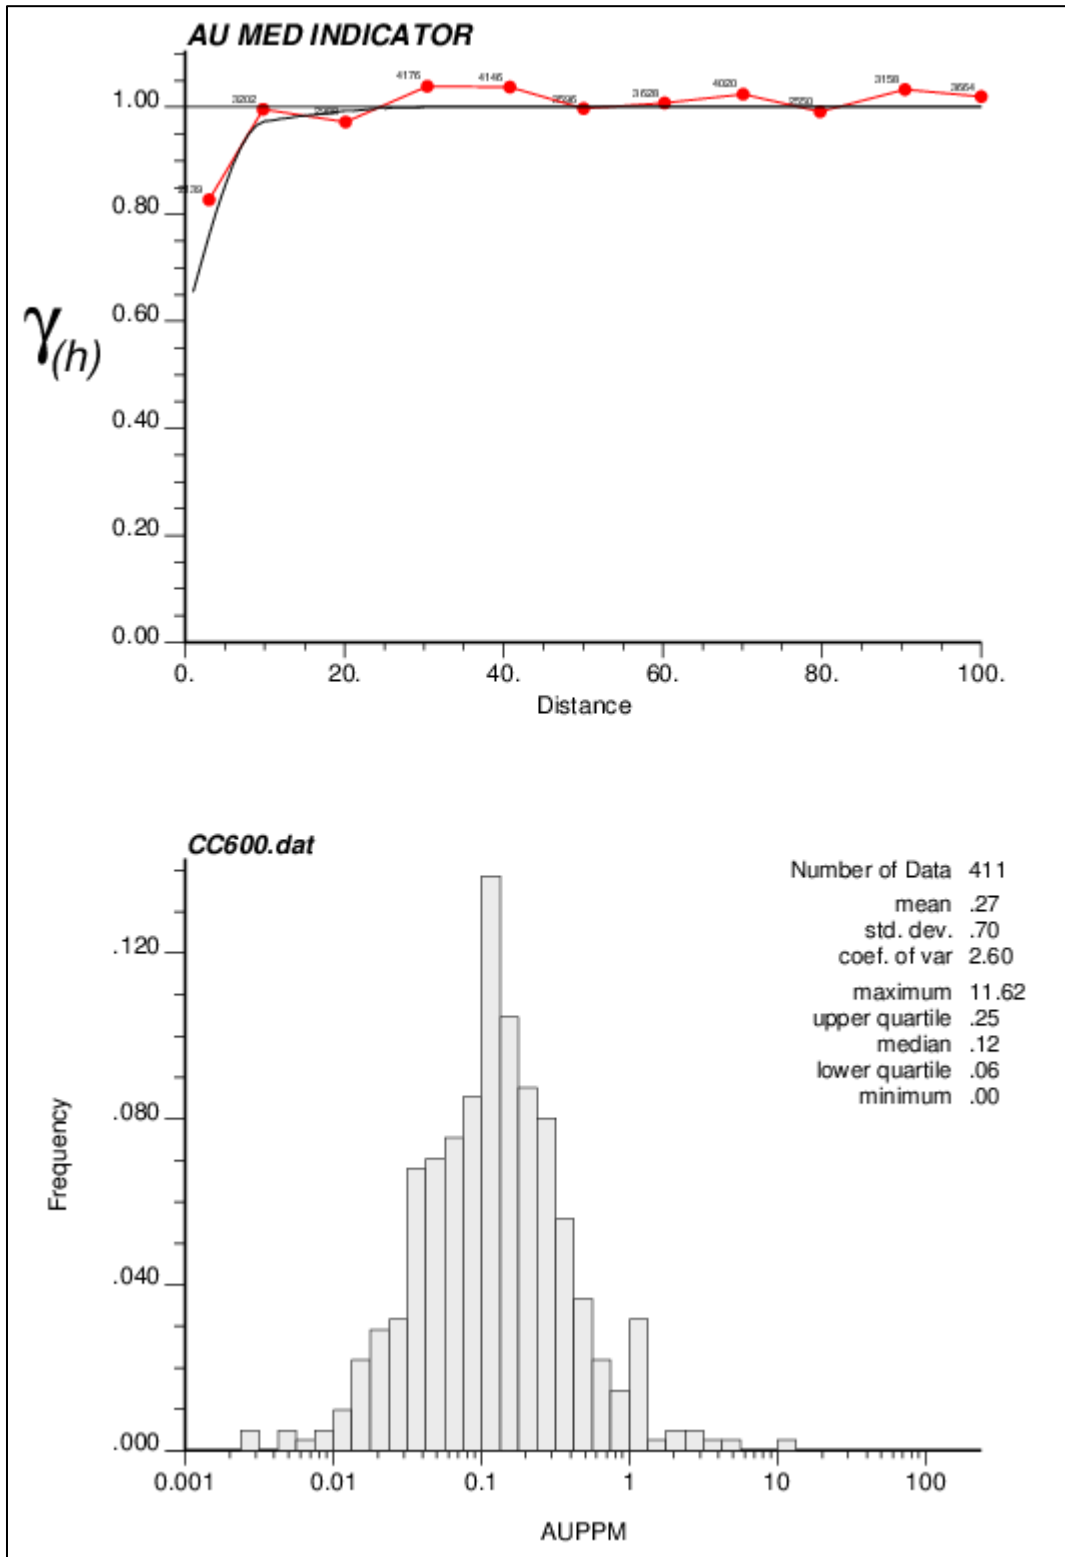 AU MED INDICATOR
4176
4146
4020
3158
3664
3202
3628
1.00
0.80
0.60
γ(h)
0.40
0.20
0.00
0. 20. 40. 60. 80. 100.
Distance
CC600.dat
Number of Data 411
mean .27
std. dev. .70
coef. of var 2.60
maximum 11.62
upper quartile .25
median .12
lower quartile .06
minimum .00
.120
.080
Frequency
.040
.000
0.001 0.01 0.1 1 10 100
AUPPM